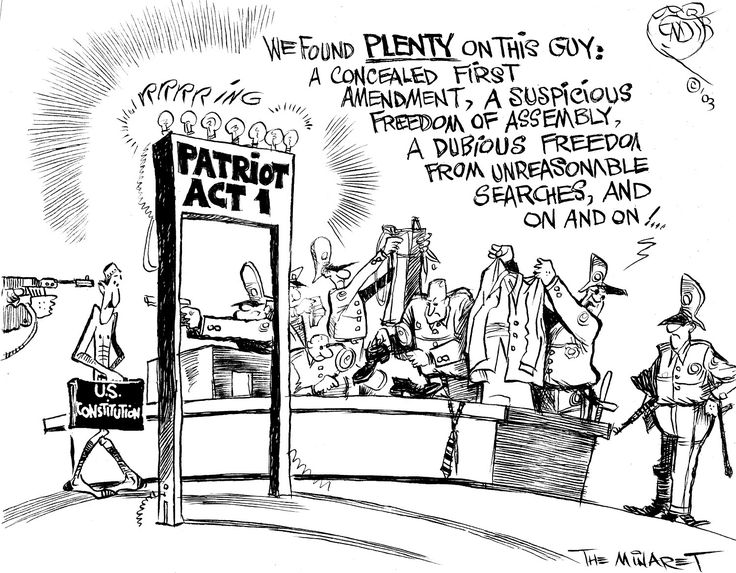 WE FOUND PLENTY ON THIS GUY:
A CONCEALED FIRST
AMENDMENT, A SUSPICIOUS
FREEDOM OF ASSEMBLY,
A DUBIOUS FREEDOM
FROM UNREASONABLE
SEARCHES, AND
ON AND ON!...
RRRRRING
PATRIOT
ACT 1
U.S.
CONSTITUTION
©'03
THE MINARET